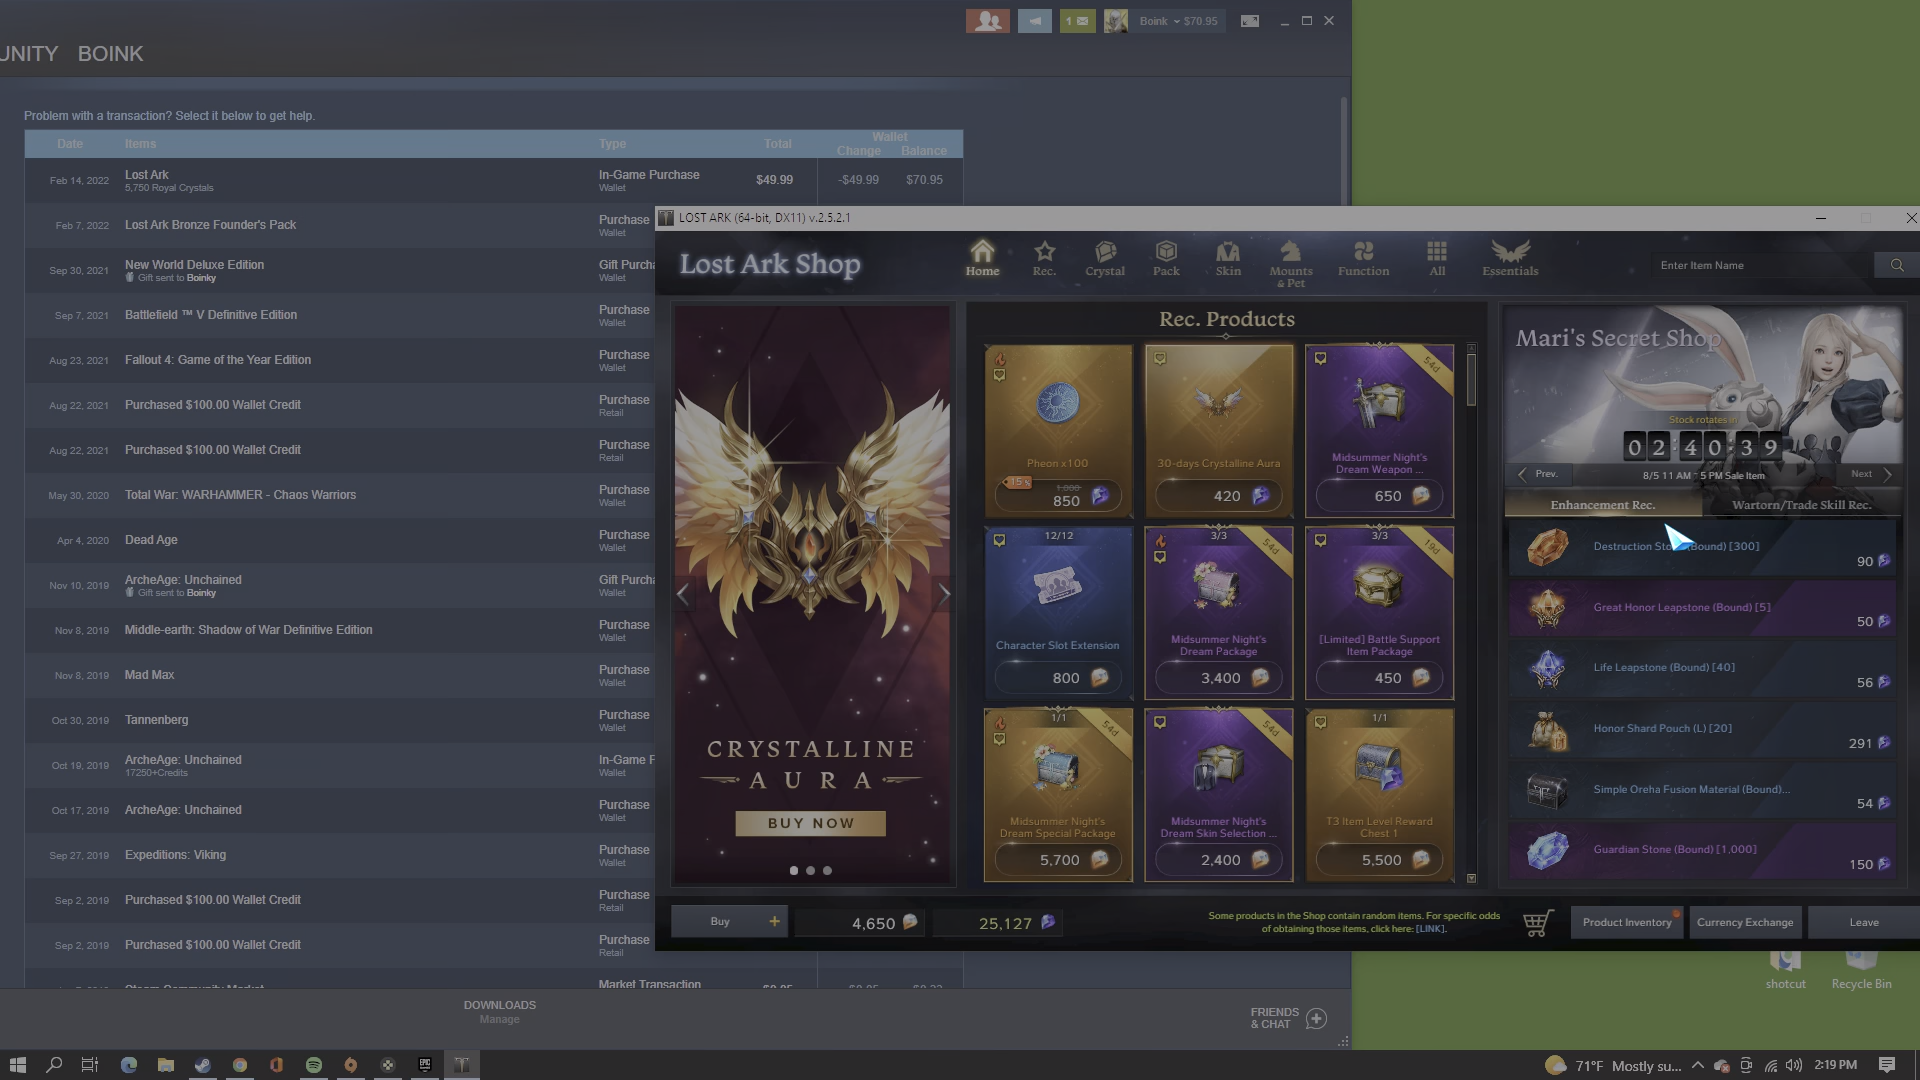 1
Boink
$70.95
UNITY BOINK
Problem with a transaction? Select it below to get help.
Date Items Type Total Wallet
Change Balance
Feb 14, 2022 Lost Ark In-Game Purchase $49.99 -$49.99 $70.95
5,750 Royal Crystals Wallet
Feb 7, 2022 Lost Ark Bronze Founder's Pack Purchase
Wallet
Sep 30, 2021 New World Deluxe Edition Gift Purcha
Gift sent to Boinky Wallet
Sep 7, 2021 Battlefield ™ V Definitive Edition Purchase
Wallet
Aug 23, 2021 Fallout 4: Game of the Year Edition Purchase
Wallet
Aug 22, 2021 Purchased $100.00 Wallet Credit Purchase
Retail
Aug 22, 2021 Purchased $100.00 Wallet Credit Purchase
Retail
May 30, 2020 Total War: WARHAMMER - Chaos Warriors Purchase
Wallet
Apr 4, 2020 Dead Age Purchase
Wallet
Nov 10, 2019 ArcheAge: Unchained Gift Purcha
Gift sent to Boinky Wallet
Nov 8, 2019 Middle-earth: Shadow of War Definitive Edition Purchase
Wallet
Nov 8, 2019 Mad Max Purchase
Wallet
Oct 30, 2019 Tannenberg Purchase
Wallet
Oct 19, 2019 ArcheAge: Unchained In-Game P
17250+Credits Wallet
Oct 17, 2019 ArcheAge: Unchained Purchase
Wallet
Sep 27, 2019 Expeditions: Viking Purchase
Wallet
Sep 2, 2019 Purchased $100.00 Wallet Credit Purchase
Retail
Sep 2, 2019 Purchased $100.00 Wallet Credit Purchase
Retail
Market Transaction
DOWNLOADS
Manage
FRIENDS
& CHAT
LOST ARK (64-bit, DX11) v.2.5.2.1
Lost Ark Shop
Home
Rec.
Crystal
Pack
Skin
Mounts
& Pet
Function
All
Essentials
Enter Item Name
CRYSTALLINE
AURA
BUY NOW
Rec. Products
Pheon x100
15%
1,000
850
30-days Crystalline Aura
420
54d
Midsummer Night's
Dream Weapon ...
650
12/12
Character Slot Extension
800
3/3
54d
Midsummer Night's
Dream Package
3,400
3/3
19d
[Limited] Battle Support
Item Package
450
1/1
54d
Midsummer Night's
Dream Special Package
5,700
54d
Midsummer Night's
Dream Skin Selection ...
2,400
1/1
T3 Item Level Reward
Chest 1
5,500
Mari's Secret Shop
Stock rotates in
02:40:39
Prev.
8/5 11 AM - 5 PM Sale Item
Next
Enhancement Rec.
Wartorn/Trade Skill Rec.
Destruction Sto (Bound) [300]
90
Great Honor Leapstone (Bound) [5]
50
Life Leapstone (Bound) [40]
56
Honor Shard Pouch (L) [20]
291
Simple Oreha Fusion Material (Bound)...
54
Guardian Stone (Bound) [1,000]
150
Buy +
4,650
25,127
Some products in the Shop contain random items. For specific odds
of obtaining those items, click here: [LINK].
Product Inventory
Currency Exchange
Leave
shotcut
Recycle Bin
71°F Mostly su...
2:19 PM